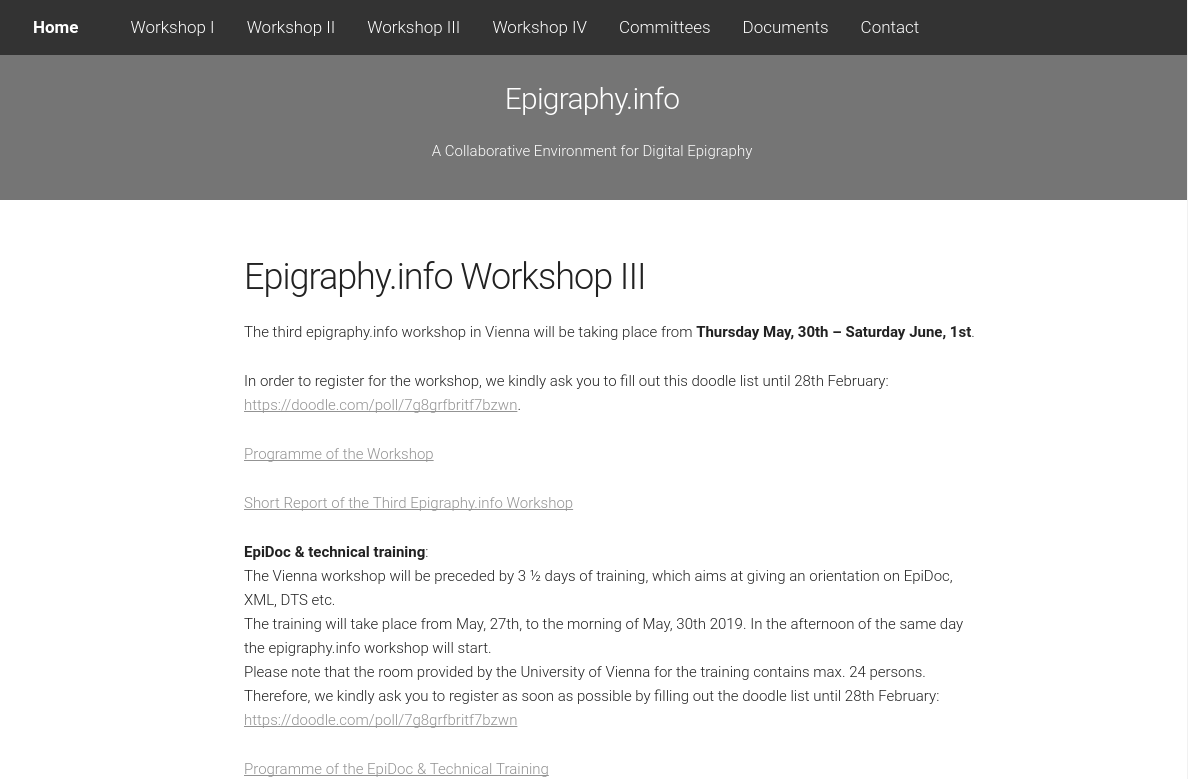 Home Workshop I Workshop II Workshop III Workshop IV Committees Documents Contact
Epigraphy.info
A Collaborative Environment for Digital Epigraphy
Epigraphy.info Workshop III
The third epigraphy.info workshop in Vienna will be taking place from Thursday May, 30th – Saturday June, 1st.
In order to register for the workshop, we kindly ask you to fill out this doodle list until 28th February:
https://doodle.com/poll/7g8grfbritf7bzwn.
Programme of the Workshop
Short Report of the Third Epigraphy.info Workshop
EpiDoc & technical training:
The Vienna workshop will be preceded by 3 ½ days of training, which aims at giving an orientation on EpiDoc,
XML, DTS etc.
The training will take place from May, 27th, to the morning of May, 30th 2019. In the afternoon of the same day
the epigraphy.info workshop will start.
Please note that the room provided by the University of Vienna for the training contains max. 24 persons.
Therefore, we kindly ask you to register as soon as possible by filling out the doodle list until 28th February:
https://doodle.com/poll/7g8grfbritf7bzwn
Programme of the EpiDoc & Technical Training